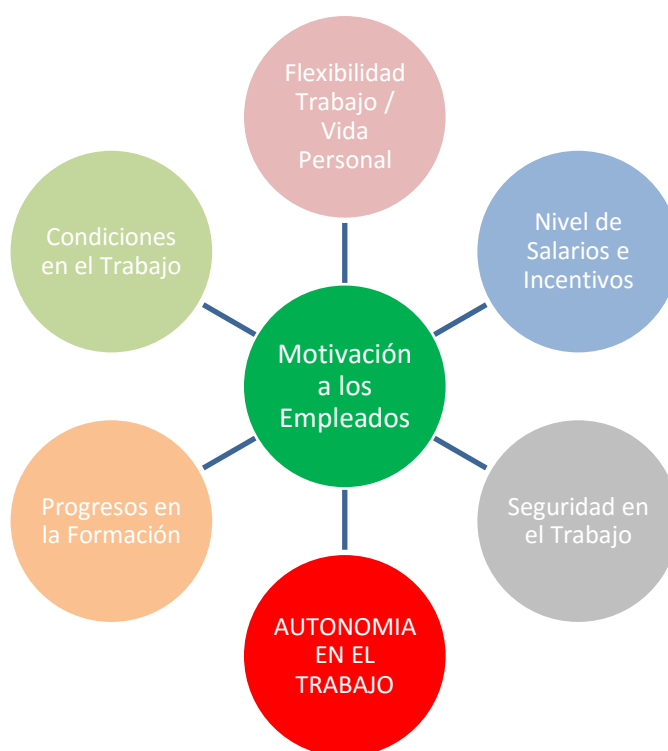 Flexibilidad
Trabajo /
Vida
Personal
Nivel de
Salarios e
Incentivos
Seguridad en
el Trabajo
AUTONOMIA
EN EL
TRABAJO
Progresos en
la Formación
Condiciones
en el Trabajo
Motivación
a los
Empleados